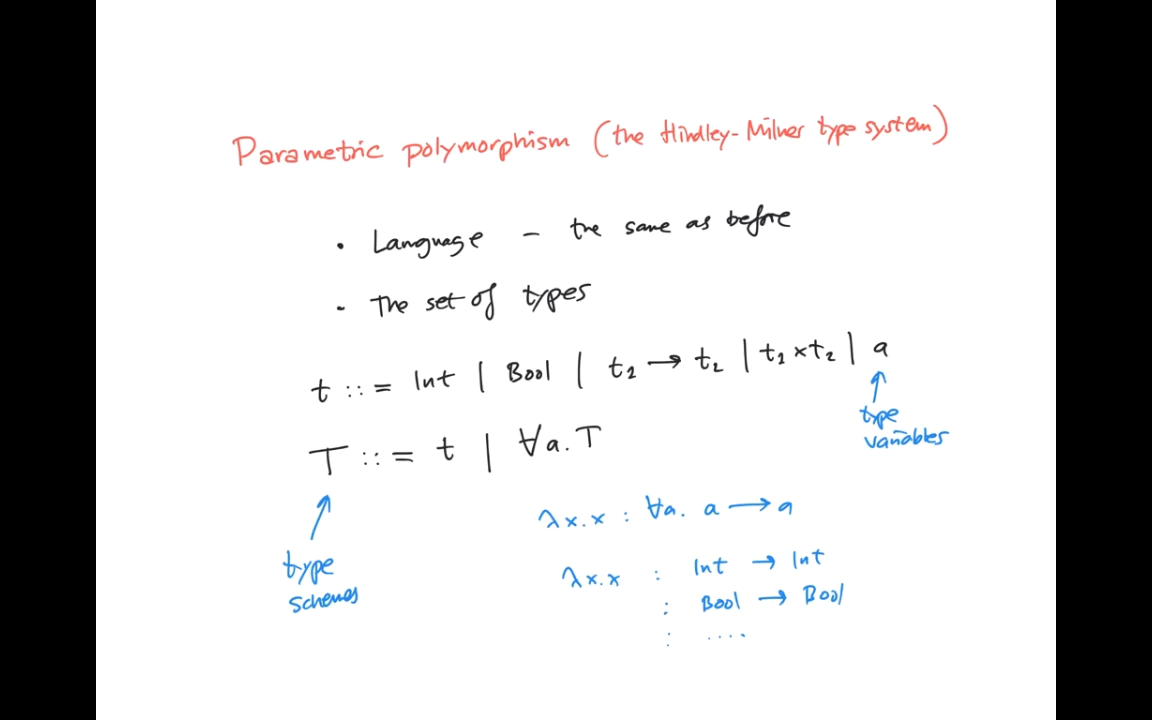 Parametric polymorphism (the Hindley-Milner type system)
• Language – the same as before
• The set of types
t ::= Int | Bool | t₁ → t₂ | t₁ × t₂ | a
type
variables
T ::= t | ∀a. T
type
schemes
λx.x : ∀a. a → a
λx.x : Int → Int
: Bool → Bool
: ....